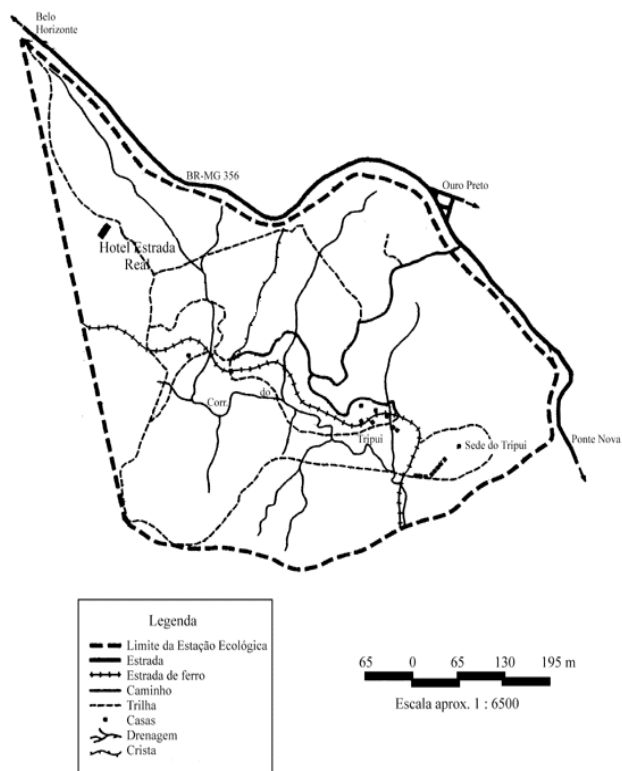 Belo
Horizonte
BR-MG 356
Ouro Preto
Hotel Estrada
Real
Corr.
do
Tripuí
Sede do Tripuí
Ponte Nova
Legenda
Limite da Estação Ecológica
Estrada
Estrada de ferro
Caminho
Trilha
Casas
Drenagem
Crista
65 0 65 130 195 m
Escala aprox. 1 : 6500